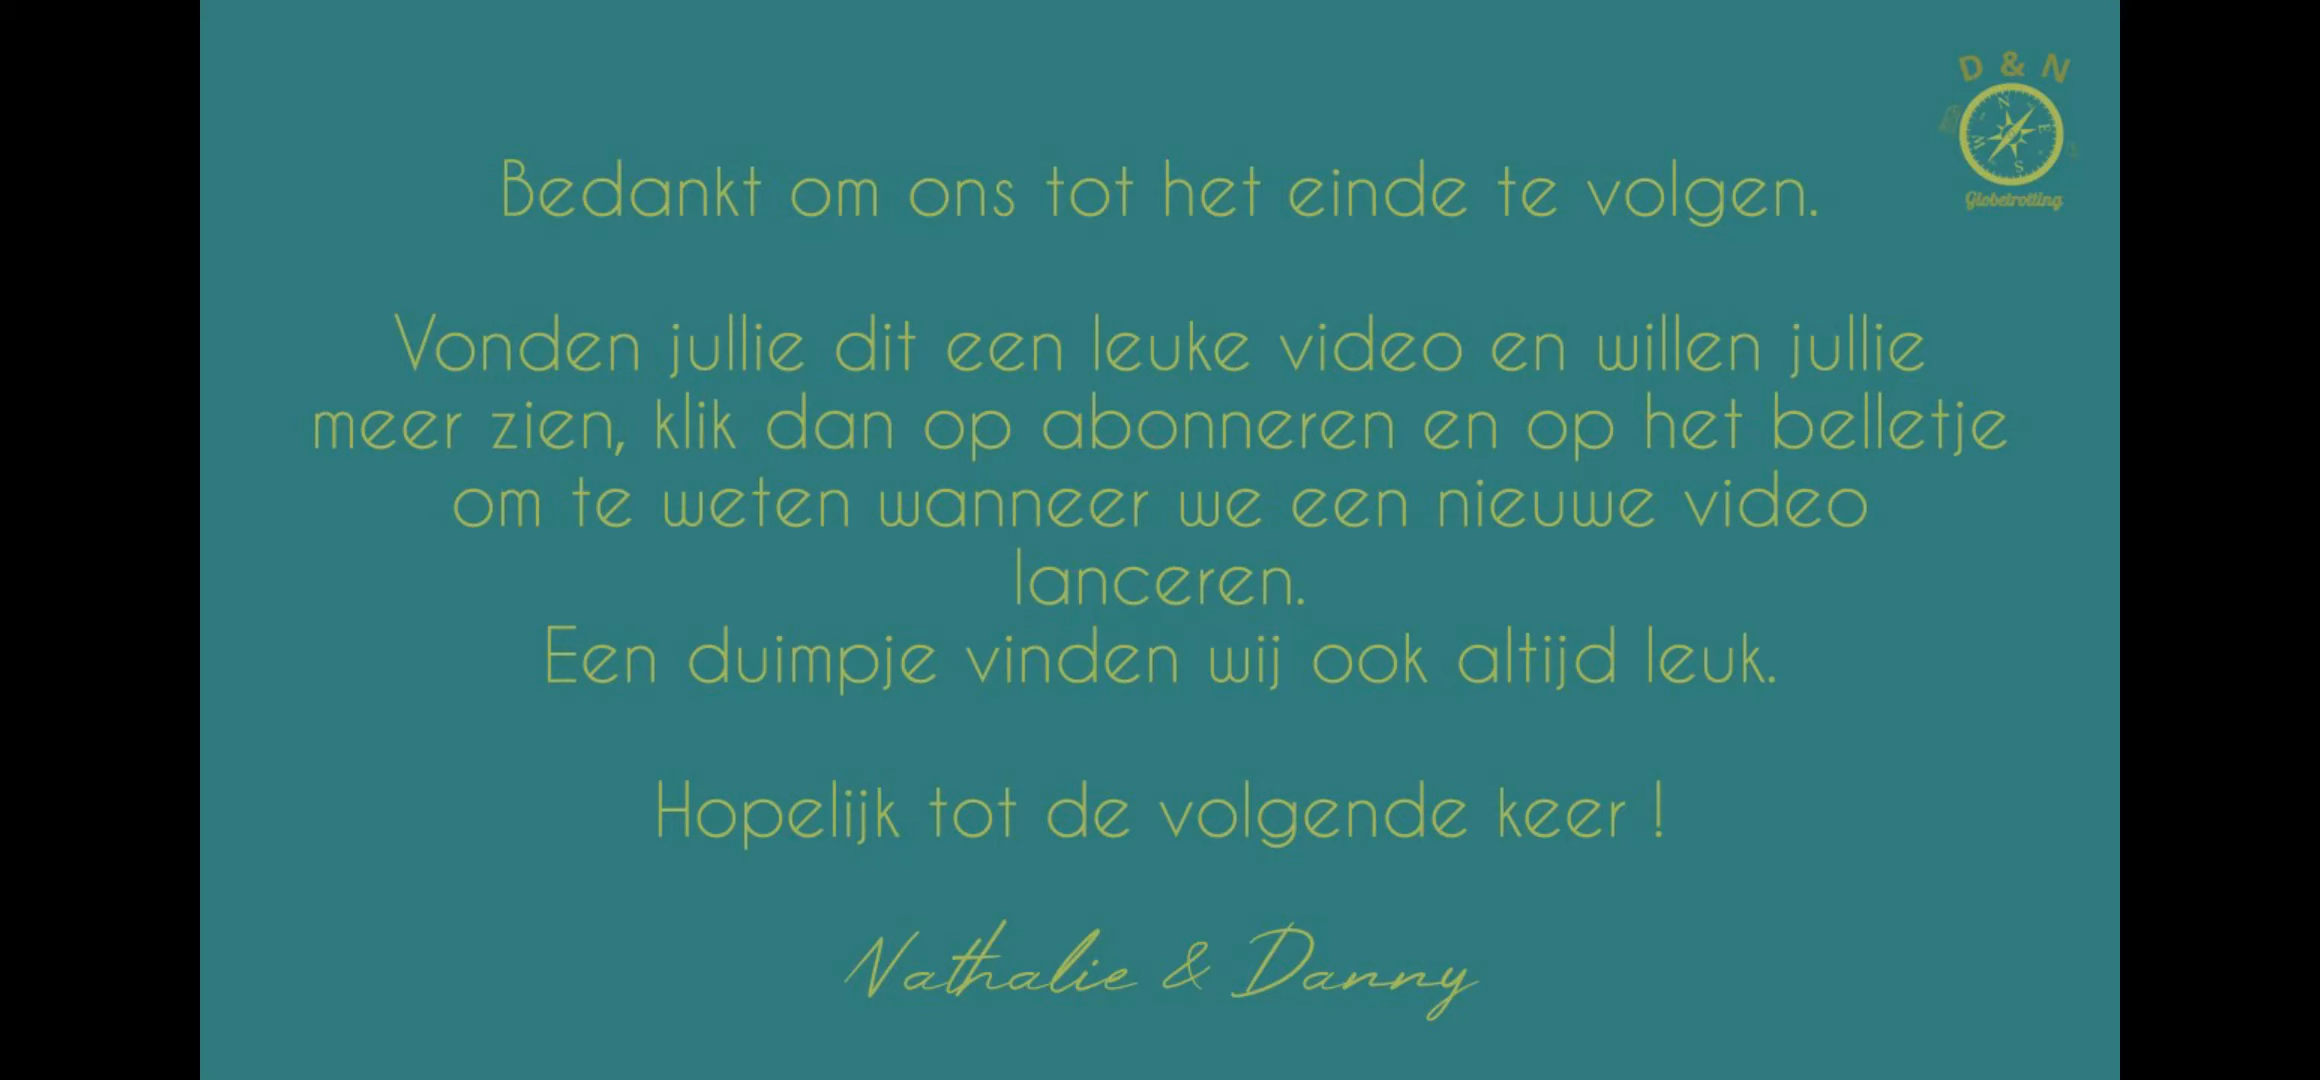 D & N
N
E
S
W
Globetrotting
Bedankt om ons tot het einde te volgen.
Vonden jullie dit een leuke video en willen jullie
meer zien, klik dan op abonneren en op het belletje
om te weten wanneer we een nieuwe video
lanceren.
Een duimpje vinden wij ook altijd leuk.
Hopelijk tot de volgende keer !
Nathalie & Danny